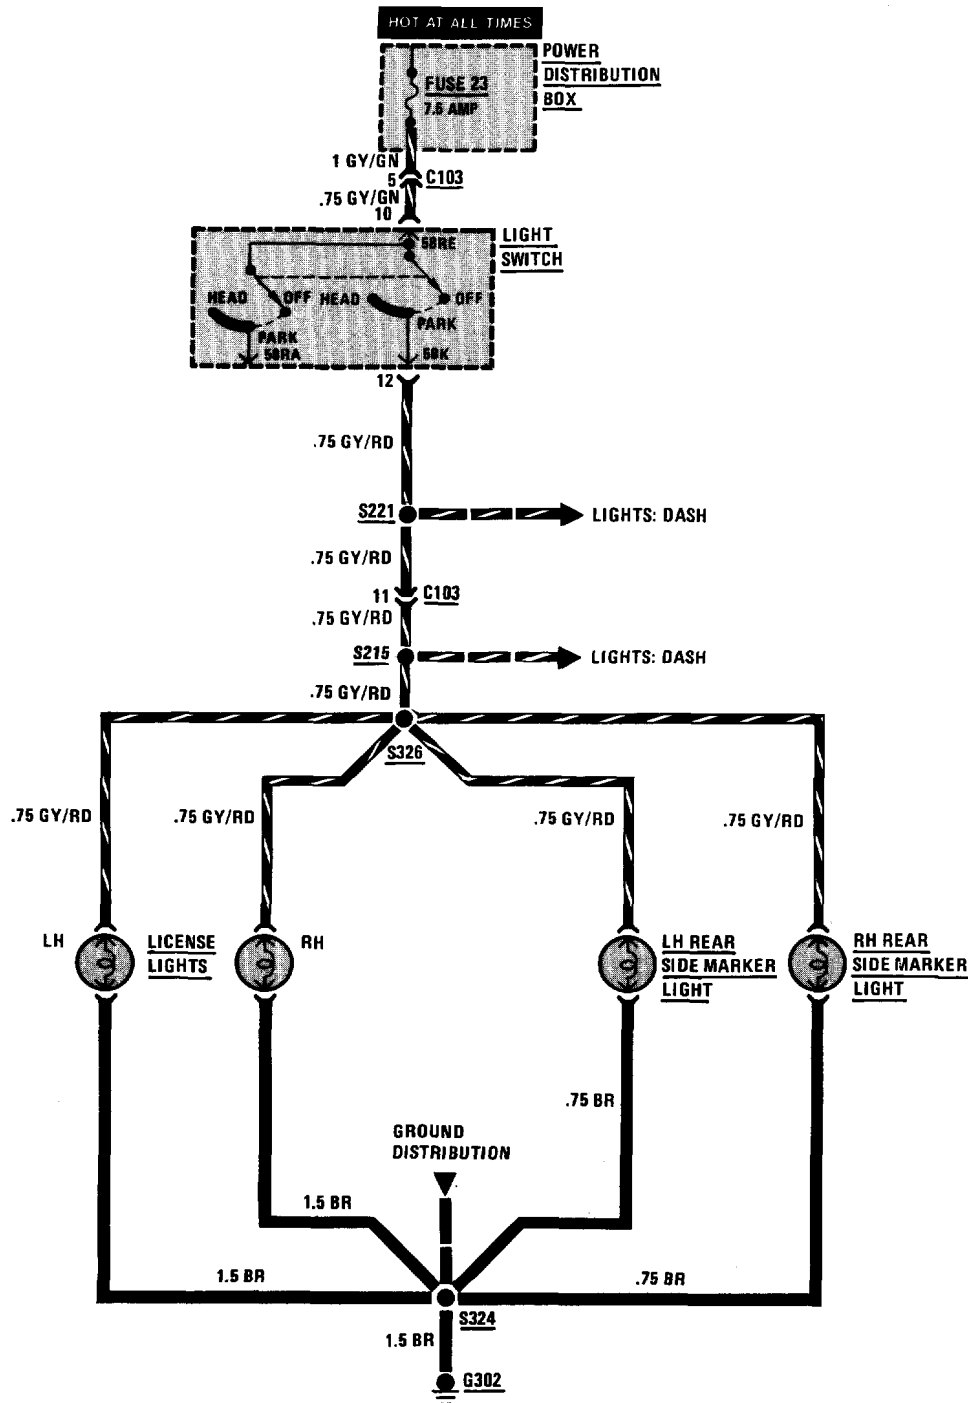 HOT AT ALL TIMES
POWER
DISTRIBUTION
BOX
FUSE 23
7.5 AMP
1 GY/GN
5
C103
.75 GY/GN
10
LIGHT
SWITCH
58RE
HEAD
OFF
HEAD
OFF
PARK
PARK
58RA
58K
12
.75 GY/RD
S221
LIGHTS: DASH
.75 GY/RD
11
C103
.75 GY/RD
S215
LIGHTS: DASH
.75 GY/RD
S326
.75 GY/RD
.75 GY/RD
.75 GY/RD
.75 GY/RD
LH
LICENSE
LIGHTS
RH
LH REAR
SIDE MARKER
LIGHT
RH REAR
SIDE MARKER
LIGHT
.75 BR
GROUND
DISTRIBUTION
1.5 BR
1.5 BR
.75 BR
S324
1.5 BR
G302